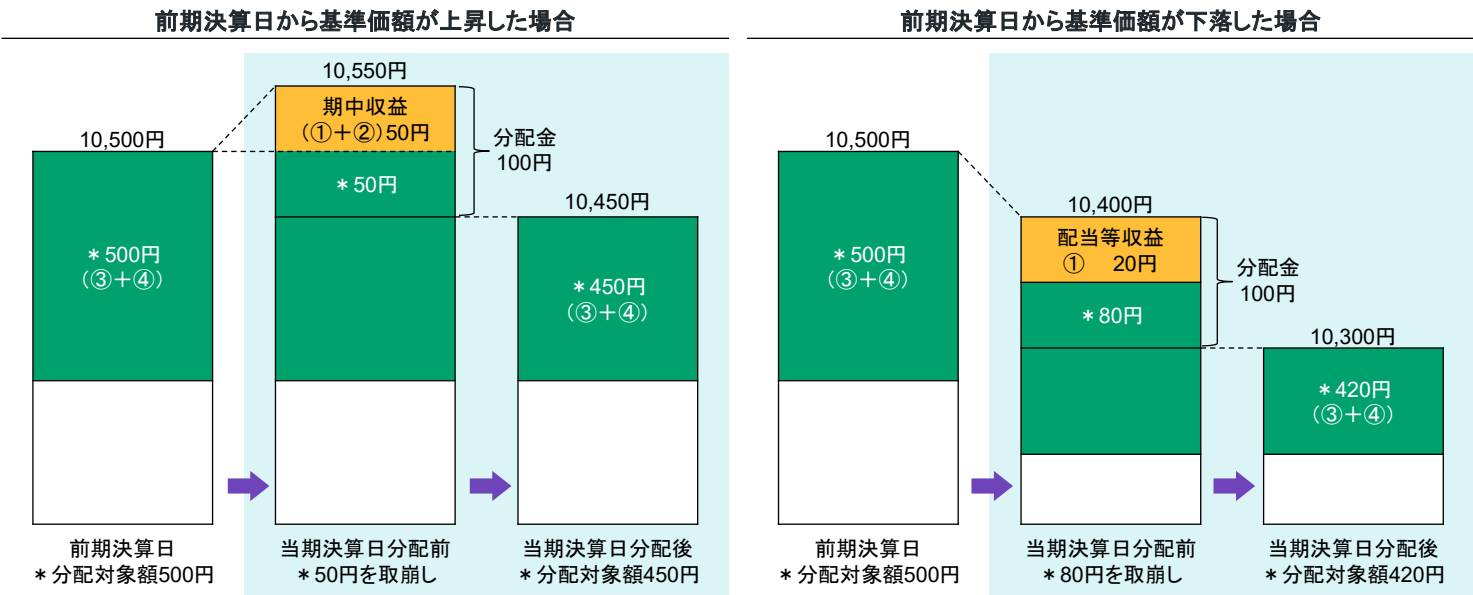 前期決算日から基準価額が上昇した場合
10,500円
＊500円
（③＋④）
前期決算日
＊分配対象額500円
10,550円
期中収益
（①＋②）50円
＊50円
分配金
100円
当期決算日分配前
＊50円を取崩し
10,450円
＊450円
（③＋④）
当期決算日分配後
＊分配対象額450円
前期決算日から基準価額が下落した場合
10,500円
＊500円
（③＋④）
前期決算日
＊分配対象額500円
10,400円
配当等収益
①　20円
＊80円
分配金
100円
当期決算日分配前
＊80円を取崩し
10,300円
＊420円
（③＋④）
当期決算日分配後
＊分配対象額420円